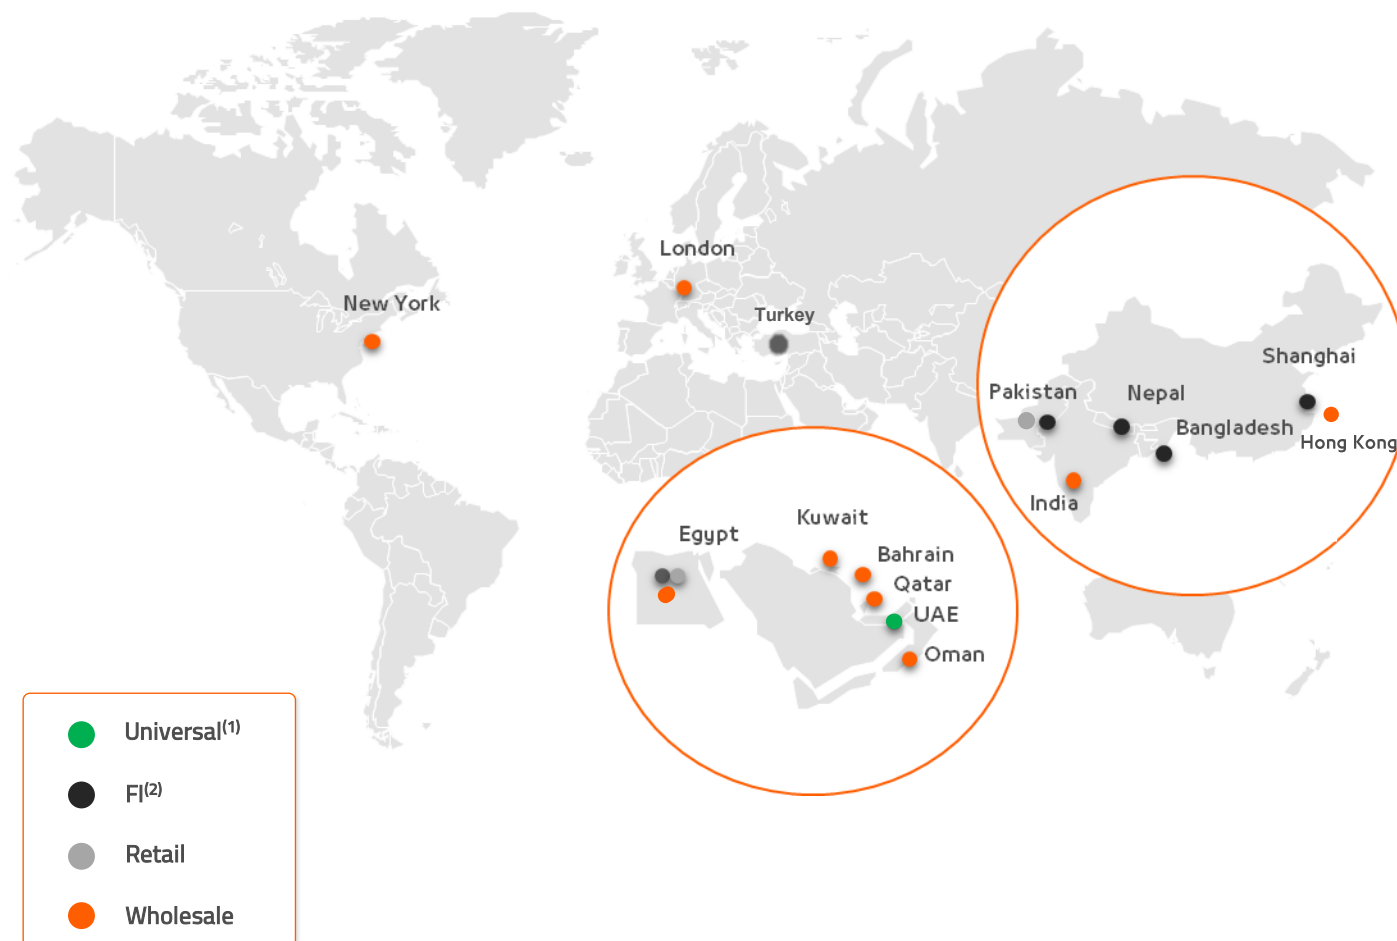 London
New York
Turkey
Shanghai
Pakistan
Nepal
Bangladesh
Hong Kong
India
Kuwait
Egypt
Bahrain
Qatar
UAE
Oman
Universal(1)
FI(2)
Retail
Wholesale